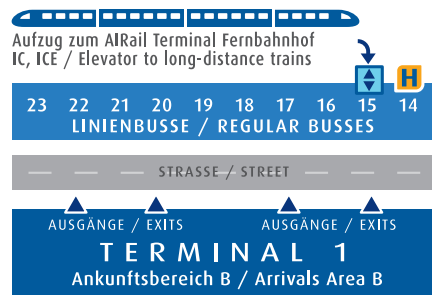 Aufzug zum AIRail Terminal Fernbahnhof
IC, ICE / Elevator to long-distance trains
H
23 22 21 20 19 18 17 16 15 14
LINIENBUSSE / REGULAR BUSSES
STRASSE / STREET
AUSGÄNGE / EXITS AUSGÄNGE / EXITS
TERMINAL 1
Ankunftsbereich B / Arrivals Area B